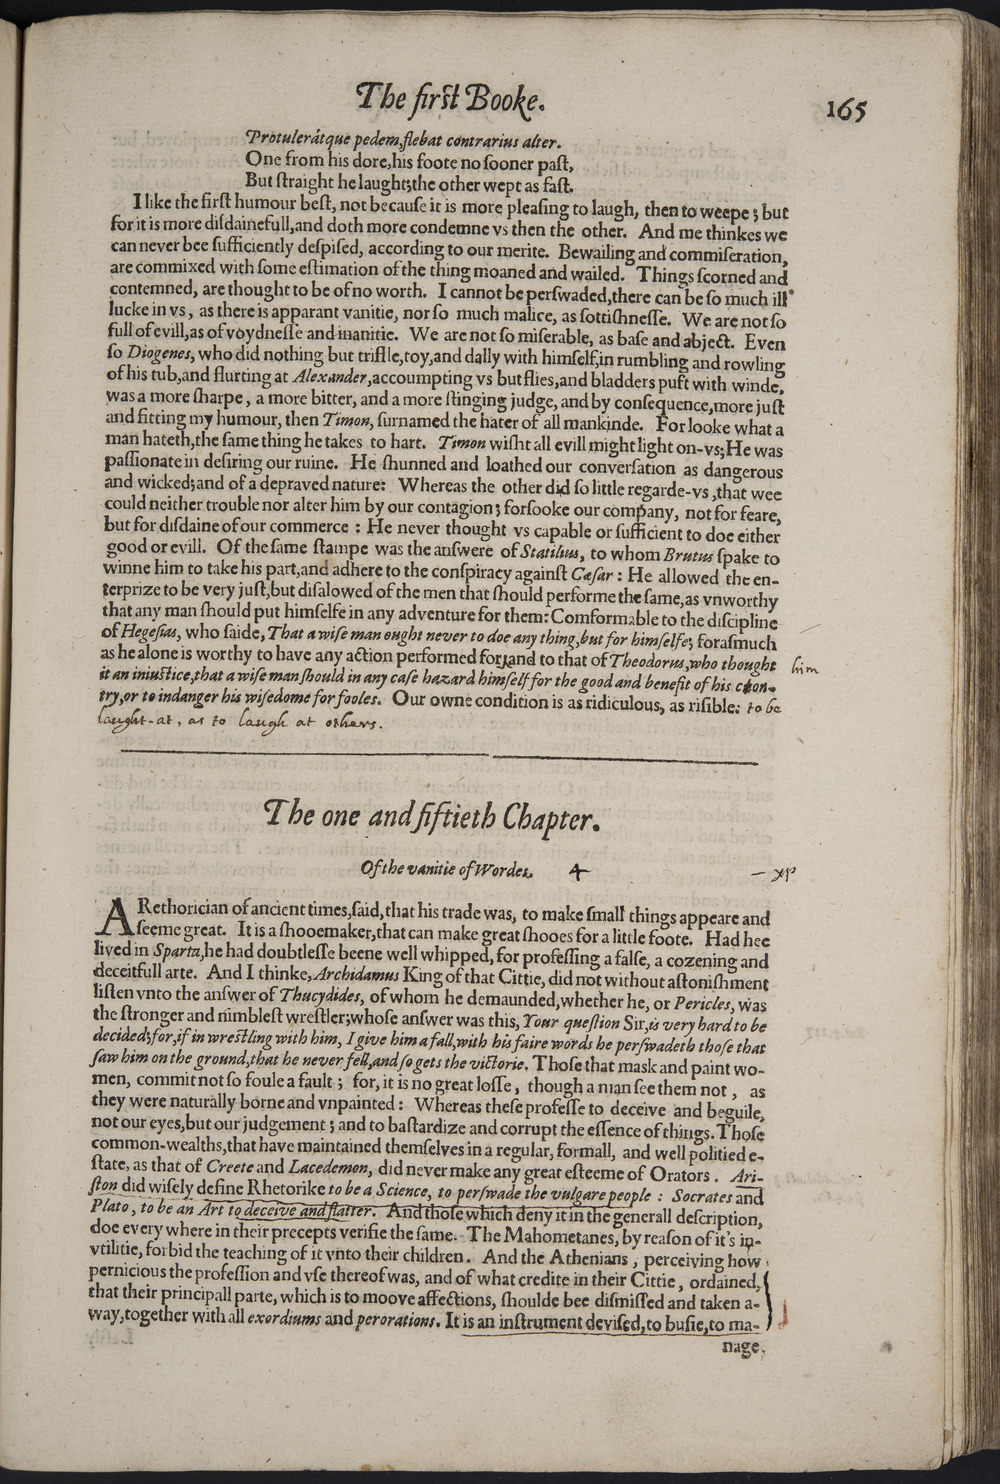 The firſt Booke.
165
Protulerátque pedem, flebat contrarius alter.
One from his dore, his foote no ſooner paſt,
But ſtraight he laught; the other wept as faſt.
I like the firſt humour beſt, not becauſe it is more pleaſing to laugh, then to weepe; but
for it is more diſdainefull, and doth more condemne vs then the other. And me thinkes we
can never bee ſufficiently deſpiſed, according to our merite. Bewailing and commiſeration,
are commixed with ſome eſtimation of the thing moaned and wailed. Things ſcorned and
contemned, are thought to be of no worth. I cannot be perſwaded, there can be ſo much ill
lucke in vs, as there is apparant vanitie, nor ſo much malice, as ſottiſhneſſe. We are not ſo
full of evill, as of voydneſſe and inanitie. We are not ſo miſerable, as baſe and abject. Even
ſo Diogenes, who did nothing but trifle, toy, and dally with himſelf, in rumbling and rowling
of his tub, and flurting at Alexander, accoumpting vs but flies, and bladders puft with winde,
was a more ſharpe, a more bitter, and a more ſtinging judge, and by conſequence, more juſt
and fitting my humour, then Timon, ſurnamed the hater of all mankinde. For looke what a
man hateth, the ſame thing he takes to hart. Timon wiſht all evill might light on-vs; He was
paſſionate in deſiring our ruine. He ſhunned and loathed our converſation as dangerous
and wicked; and of a depraved nature: Whereas the other did ſo little regarde-vs, that wee
could neither trouble nor alter him by our contagion; forſooke our company, not for feare,
but for diſdaine of our commerce: He never thought vs capable or ſufficient to doe either
good or evill. Of the ſame ſtampe was the anſwere of Statilius, to whom Brutus ſpake to
winne him to take his part, and adhere to the conſpiracy againſt Cæſar: He allowed the en-
terprize to be very juſt, but diſalowed of the men that ſhould performe the ſame, as vnworthy
that any man ſhould put himſelfe in any adventure for them: Comformable to the diſcipline
of Hegeſias, who ſaide, That a wiſe man ought never to doe any thing, but for himſelfe; foraſmuch
as he alone is worthy to have any action performed for; and to that of Theodorus, who thought
him
it an iniuſtice, that a wiſe man ſhould in any caſe hazard himſelf for the good and benefit of his coon-
try, or to indanger his wiſedome for fooles. Our owne condition is as ridiculous, as riſible: to be
laught-at, as to laugh at others.
The one and fiftieth Chapter.
Of the vanitie of Wordes. 4
A Rethorician of ancient times, ſaid, that his trade was, to make ſmall things appeare and
ſeeme great. It is a ſhooemaker, that can make great ſhooes for a little foote. Had hee
lived in Sparta, he had doubtleſſe beene well whipped, for profeſſing a falſe, a cozening and
deceitfull arte. And I thinke, Archidamus King of that Cittie, did not without aſtoniſhment
liſten vnto the anſwer of Thucydides, of whom he demaunded, whether he, or Pericles, was
the ſtronger and nimbleſt wreſtler; whoſe anſwer was this, Your queſtion Sir, is very hard to be
decided; for, if in wreſtling with him, I give him a fall, with his faire words he perſwadeth thoſe that
ſaw him on the ground, that he never fell, and ſo gets the victorie. Thoſe that mask and paint wo-
men, commit not ſo foule a fault; for, it is no great loſſe, though a man ſee them not, as
they were naturally borne and vnpainted: Whereas theſe profeſſe to deceive and beguile,
not our eyes, but our judgement; and to baſtardize and corrupt the eſſence of things. Thoſe
common-wealths, that have maintained themſelves in a regular, formall, and well politied e-
ſtate, as that of Creete and Lacedemon, did never make any great eſteeme of Orators. Ari-
ſton did wiſely define Rhetorike to be a Science, to perſwade the vulgare people: Socrates and
Plato, to be an Art to deceive and flatter. And thoſe which deny it in the generall deſcription,
doe every where in their precepts verifie the ſame. The Mahometanes, by reaſon of it's in-
vtilitie, forbid the teaching of it vnto their children. And the Athenians, perceiving how
pernicious the profeſſion and vſe thereof was, and of what credite in their Cittie, ordained,
that their principall parte, which is to moove affections, ſhoulde bee diſmiſſed and taken a-
way, together with all exordiums and perorations. It is an inſtrument deviſed, to buſie, to ma-
nage,